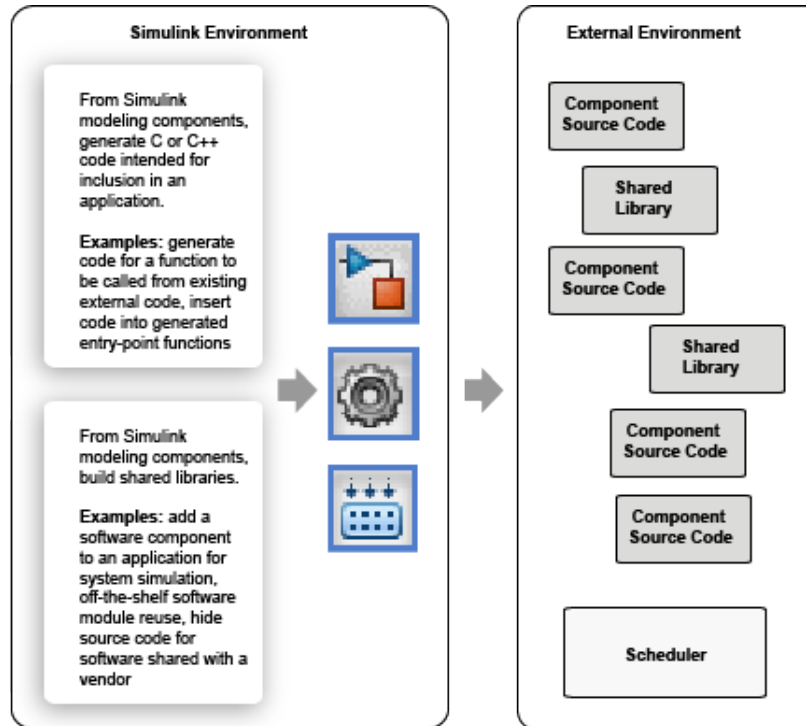 Simulink Environment
From Simulink
modeling components,
generate C or C++
code intended for
inclusion in an
application.
Examples: generate
code for a function to
be called from existing
external code, insert
code into generated
entry-point functions
From Simulink
modeling components,
build shared libraries.
Examples: add a
software component
to an application for
system simulation,
off-the-shelf software
module reuse, hide
source code for
software shared with a
vendor
External Environment
Component
Source Code
Shared
Library
Component
Source Code
Shared
Library
Component
Source Code
Component
Source Code
Scheduler